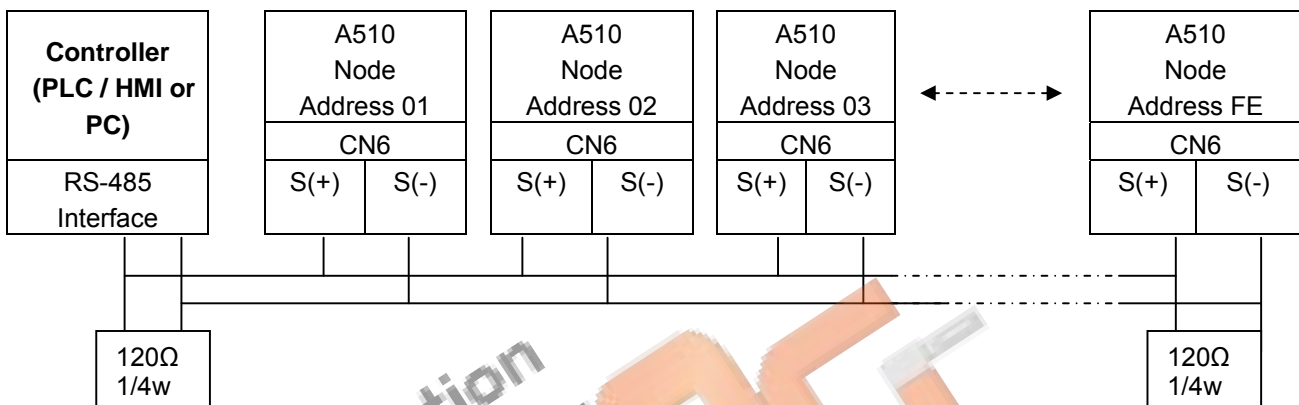 Controller
(PLC / HMI or
PC)
RS-485
Interface
A510
Node
Address 01
CN6
S(+)
S(-)
A510
Node
Address 02
CN6
S(+)
S(-)
A510
Node
Address 03
CN6
S(+)
S(-)
A510
Node
Address FE
CN6
S(+)
S(-)
120Ω
1/4w
120Ω
1/4w